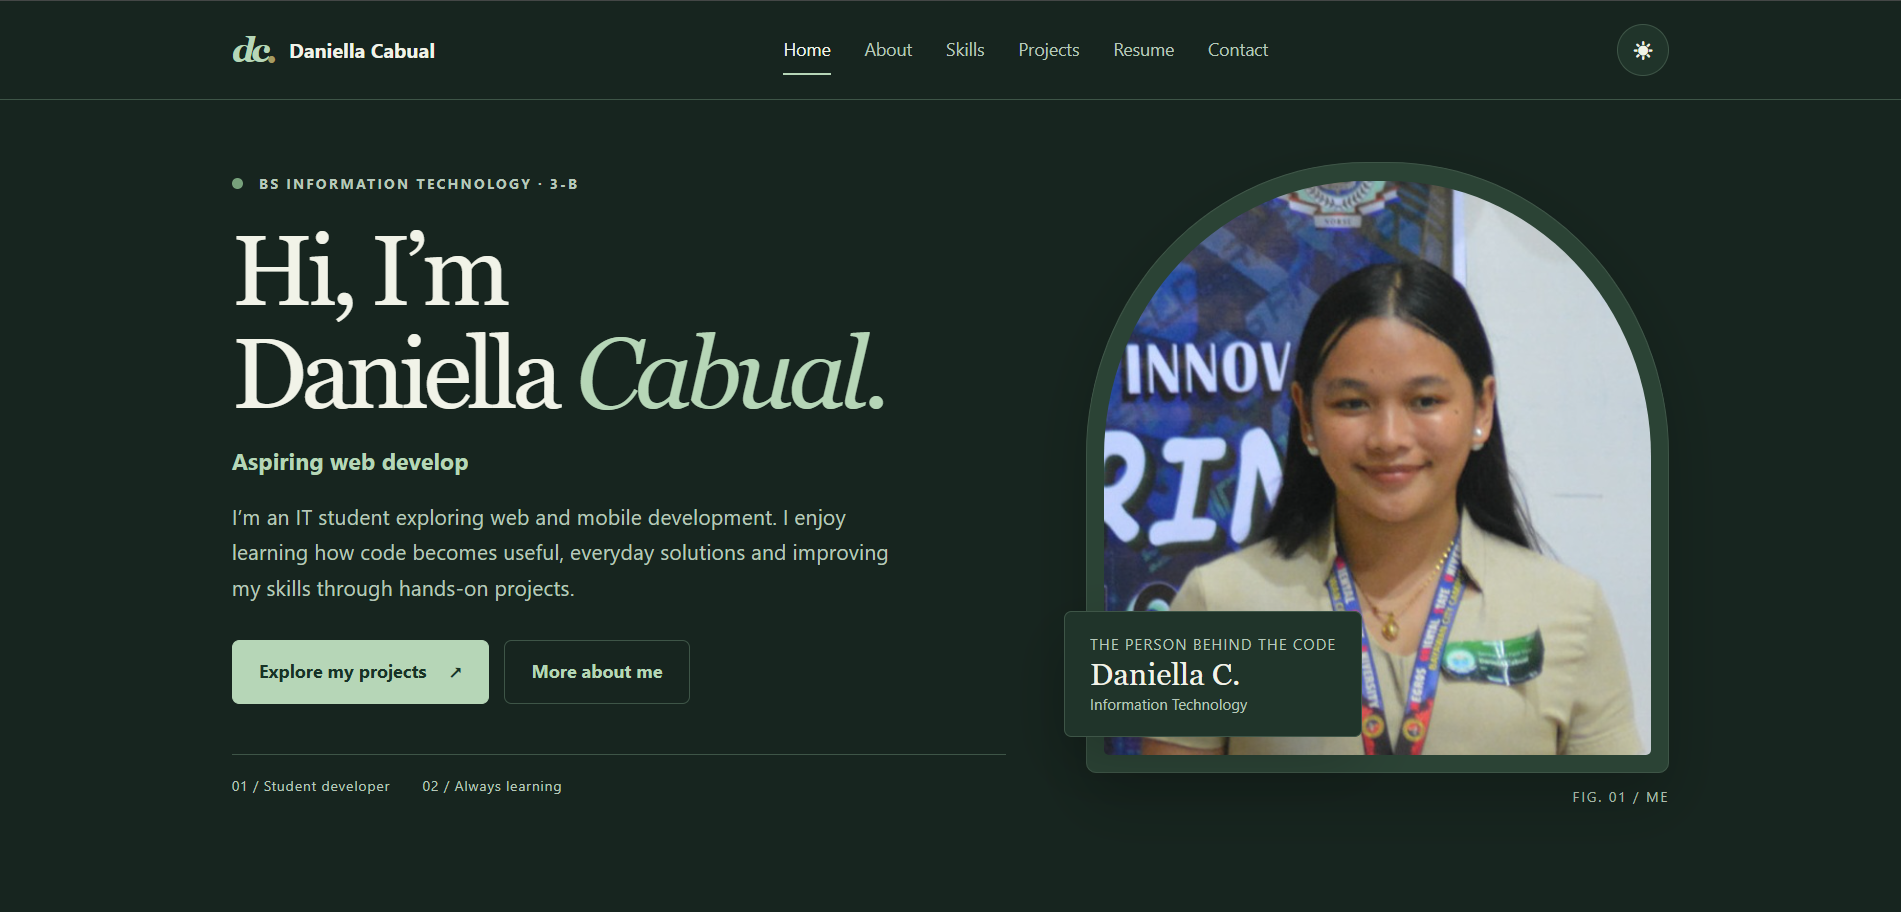 dc. Daniella Cabual
Home About Skills Projects Resume Contact
BS INFORMATION TECHNOLOGY · 3-B
Hi, I’m
Daniella Cabual.
Aspiring web develop
I’m an IT student exploring web and mobile development. I enjoy
learning how code becomes useful, everyday solutions and improving
my skills through hands-on projects.
Explore my projects ↗ More about me
01 / Student developer 02 / Always learning
INNOV
RIN
THE PERSON BEHIND THE CODE
Daniella C.
Information Technology
FIG. 01 / ME